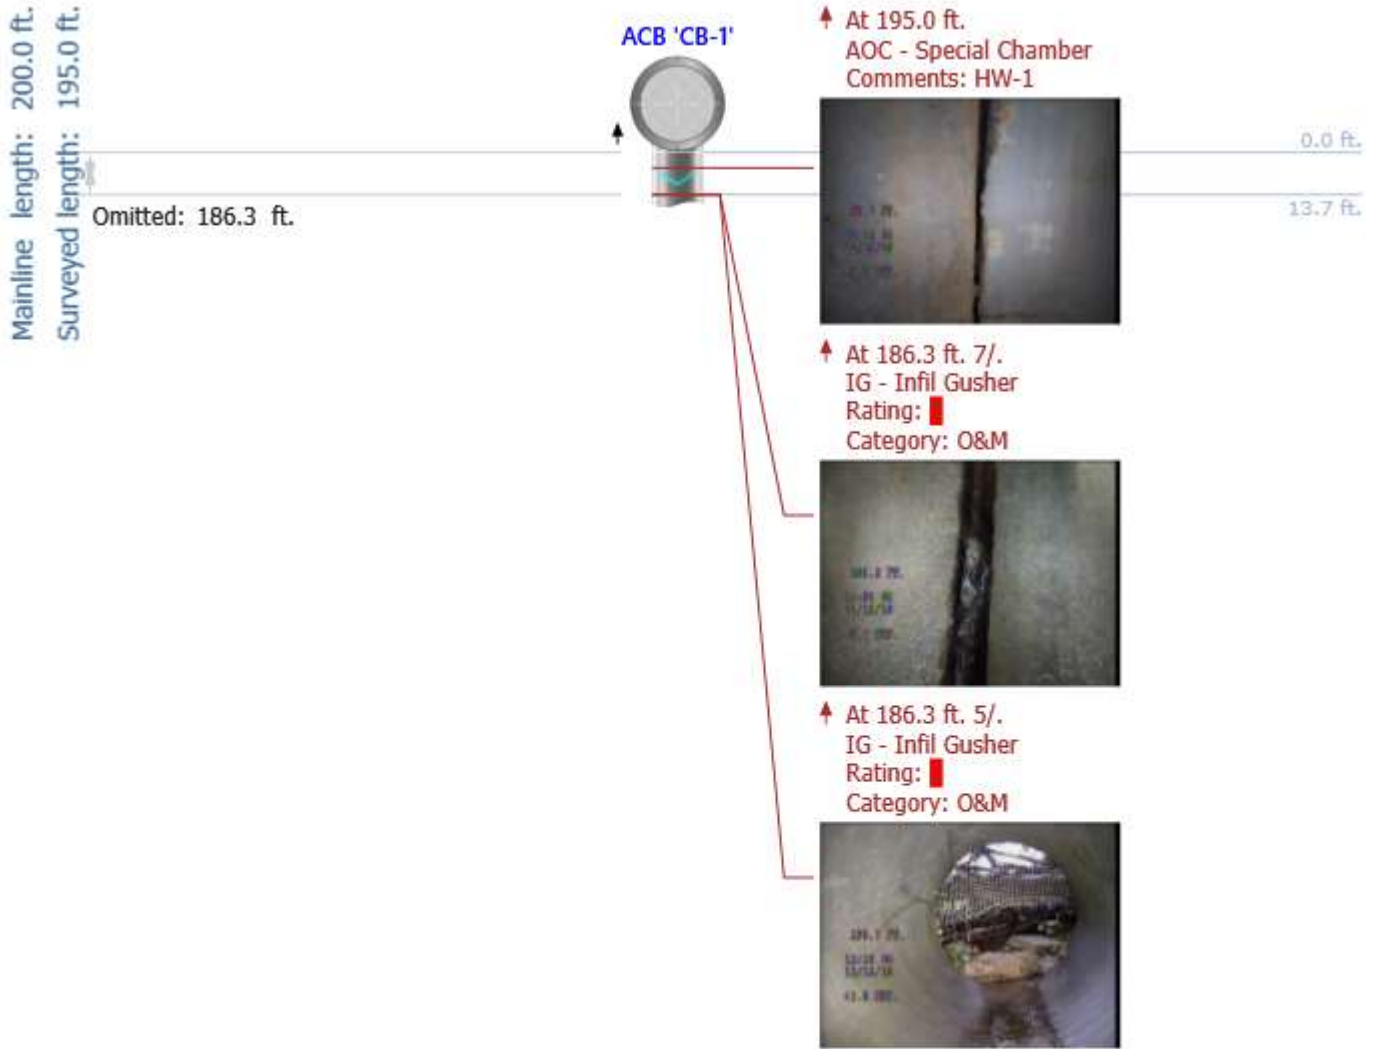 Mainline length: 200.0 ft.
Surveyed length: 195.0 ft.
ACB 'CB-1'
0.0 ft.
13.7 ft.
Omitted: 186.3 ft.
At 195.0 ft.
AOC - Special Chamber
Comments: HW-1
At 186.3 ft. 7/.
IG - Infil Gusher
Rating:
Category: O&M
At 186.3 ft. 5/.
IG - Infil Gusher
Rating:
Category: O&M